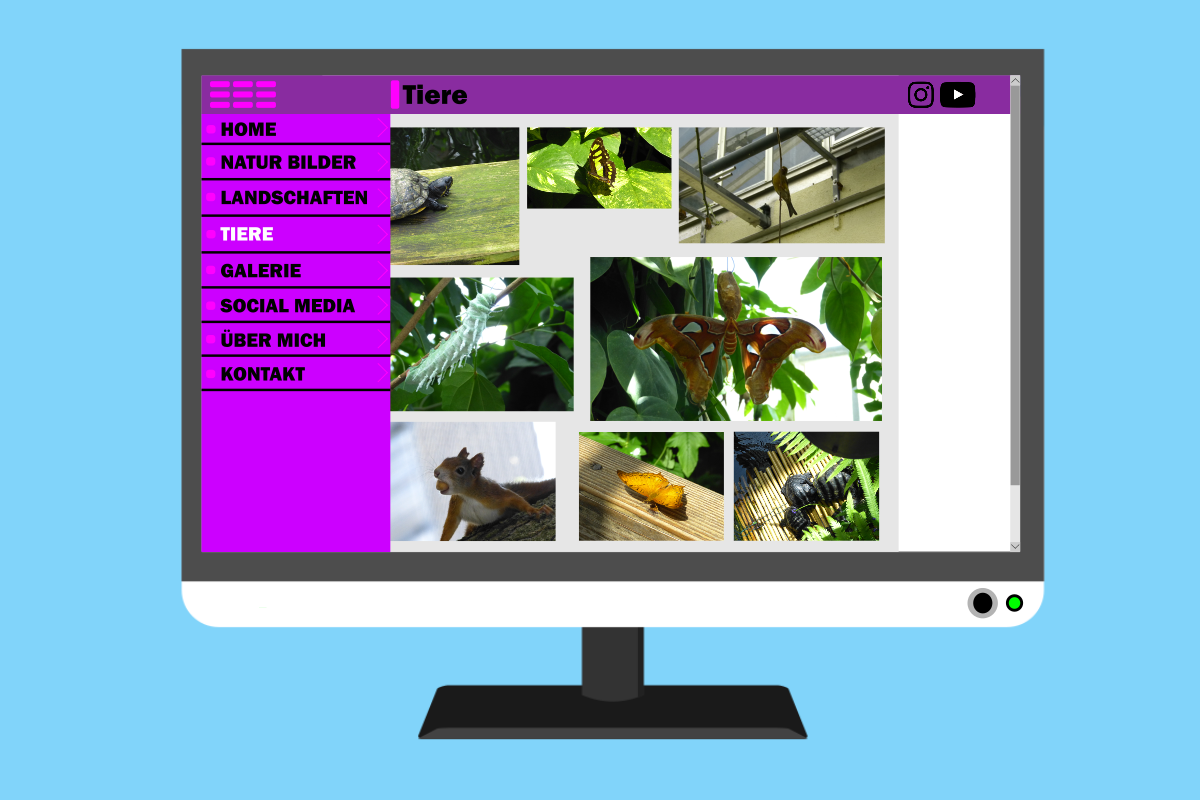 Tiere
HOME
NATUR BILDER
LANDSCHAFTEN
TIERE
GALERIE
SOCIAL MEDIA
ÜBER MICH
KONTAKT